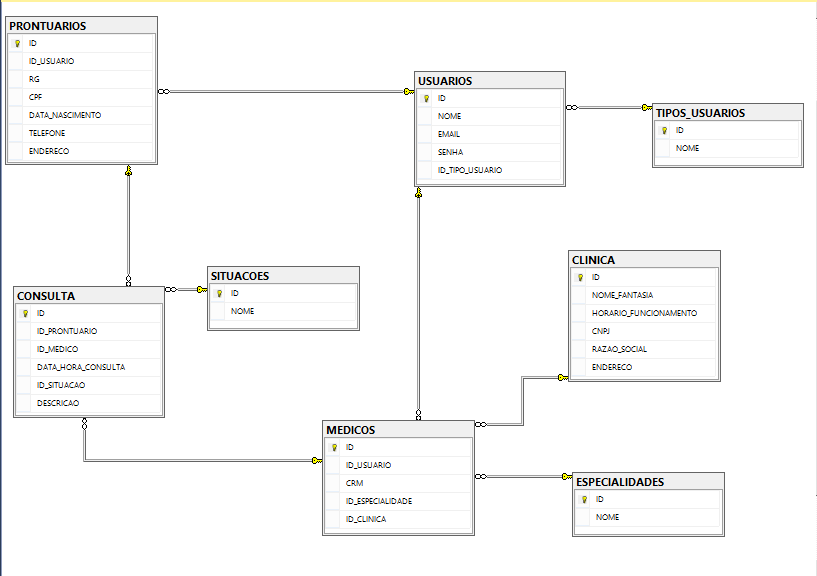 PRONTUARIOS
ID
ID_USUARIO
RG
CPF
DATA_NASCIMENTO
TELEFONE
ENDERECO
USUARIOS
ID
NOME
EMAIL
SENHA
ID_TIPO_USUARIO
TIPOS_USUARIOS
ID
NOME
CONSULTA
ID
ID_PRONTUARIO
ID_MEDICO
DATA_HORA_CONSULTA
ID_SITUACAO
DESCRICAO
SITUACOES
ID
NOME
CLINICA
ID
NOME_FANTASIA
HORARIO_FUNCIONAMENTO
CNPJ
RAZAO_SOCIAL
ENDERECO
MEDICOS
ID
ID_USUARIO
CRM
ID_ESPECIALIDADE
ID_CLINICA
ESPECIALIDADES
ID
NOME